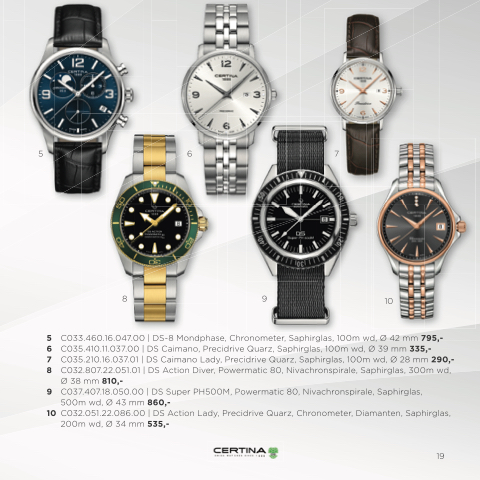 5
6
7
8
9
10
5 C033.460.16.047.00 | DS-8 Mondphase, Chronometer, Saphirglas, 100m wd, Ø 42 mm 795,-
6 C035.410.11.037.00 | DS Caimano, Precidrive Quarz, Saphirglas, 100m wd, Ø 39 mm 335,-
7 C035.210.16.037.01 | DS Caimano Lady, Precidrive Quarz, Saphirglas, 100m wd, Ø 28 mm 290,-
8 C032.807.22.051.01 | DS Action Diver, Powermatic 80, Nivachronspirale, Saphirglas, 300m wd,
Ø 38 mm 810,-
9 C037.407.18.050.00 | DS Super PH500M, Powermatic 80, Nivachronspirale, Saphirglas,
500m wd, Ø 43 mm 860,-
10 C032.051.22.086.00 | DS Action Lady, Precidrive Quarz, Chronometer, Diamanten, Saphirglas,
200m wd, Ø 34 mm 535,-
CERTINA
19